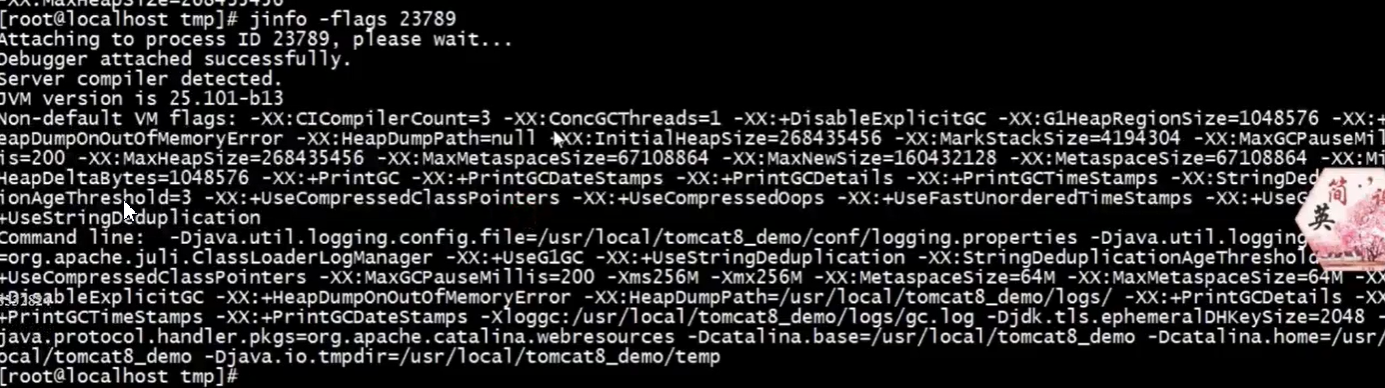 -XX:MaxHeapSize=268435456
[root@localhost tmp]# jinfo -flags 23789
Attaching to process ID 23789, please wait...
Debugger attached successfully.
Server compiler detected.
JVM version is 25.101-b13
Non-default VM flags: -XX:CICompilerCount=3 -XX:ConcGCThreads=1 -XX:+DisableExplicitGC -XX:G1HeapRegionSize=1048576 -XX:+
eapDumpOnOutOfMemoryError -XX:HeapDumpPath=null -XX:InitialHeapSize=268435456 -XX:MarkStackSize=4194304 -XX:MaxGCPauseMil
is=200 -XX:MaxHeapSize=268435456 -XX:MaxMetaspaceSize=67108864 -XX:MaxNewSize=160432128 -XX:MetaspaceSize=67108864 -XX:Mi
HeapDeltaBytes=1048576 -XX:+PrintGC -XX:+PrintGCDateStamps -XX:+PrintGCDetails -XX:+PrintGCTimeStamps -XX:StringDed
ionAgeThreshold=3 -XX:+UseCompressedClassPointers -XX:+UseCompressedOops -XX:+UseFastUnorderedTimeStamps -XX:+UseG
+UseStringDeduplication
Command line:  -Djava.util.logging.config.file=/usr/local/tomcat8_demo/conf/logging.properties -Djava.util.logging
=org.apache.juli.ClassLoaderLogManager -XX:+UseG1GC -XX:+UseStringDeduplication -XX:StringDeduplicationAgeThreshold
+UseCompressedClassPointers -XX:MaxGCPauseMillis=200 -Xms256M -Xmx256M -XX:MetaspaceSize=64M -XX:MaxMetaspaceSize=64M -X
+DisableExplicitGC -XX:+HeapDumpOnOutOfMemoryError -XX:HeapDumpPath=/usr/local/tomcat8_demo/logs/ -XX:+PrintGCDetails -XX
+PrintGCTimeStamps -XX:+PrintGCDateStamps -Xloggc:/usr/local/tomcat8_demo/logs/gc.log -Djdk.tls.ephemeralDHKeySize=2048 -
java.protocol.handler.pkgs=org.apache.catalina.webresources -Dcatalina.base=/usr/local/tomcat8_demo -Dcatalina.home=/usr/
ocal/tomcat8_demo -Djava.io.tmpdir=/usr/local/tomcat8_demo/temp
[root@localhost tmp]#
简
英